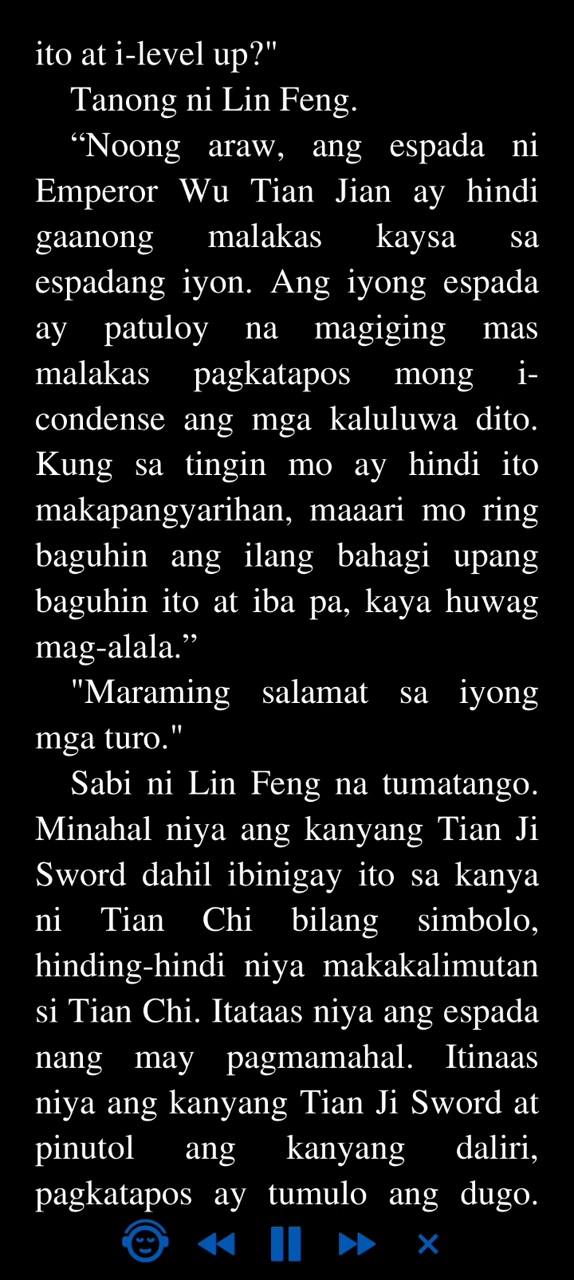 ito at i-level up?"
Tanong ni Lin Feng.
“Noong araw, ang espada ni
Emperor Wu Tian Jian ay hindi
gaanong malakas kaysa sa
espadang iyon. Ang iyong espada
ay patuloy na magiging mas
malakas pagkatapos mong i-
condense ang mga kaluluwa dito.
Kung sa tingin mo ay hindi ito
makapangyarihan, maaari mo ring
baguhin ang ilang bahagi upang
baguhin ito at iba pa, kaya huwag
mag-alala.”
"Maraming salamat sa iyong
mga turo."
Sabi ni Lin Feng na tumatango.
Minahal niya ang kanyang Tian Ji
Sword dahil ibinigay ito sa kanya
ni Tian Chi bilang simbolo,
hinding-hindi niya makakalimutan
si Tian Chi. Itataas niya ang espada
nang may pagmamahal. Itinaas
niya ang kanyang Tian Ji Sword at
pinutol ang kanyang daliri,
pagkatapos ay tumulo ang dugo.